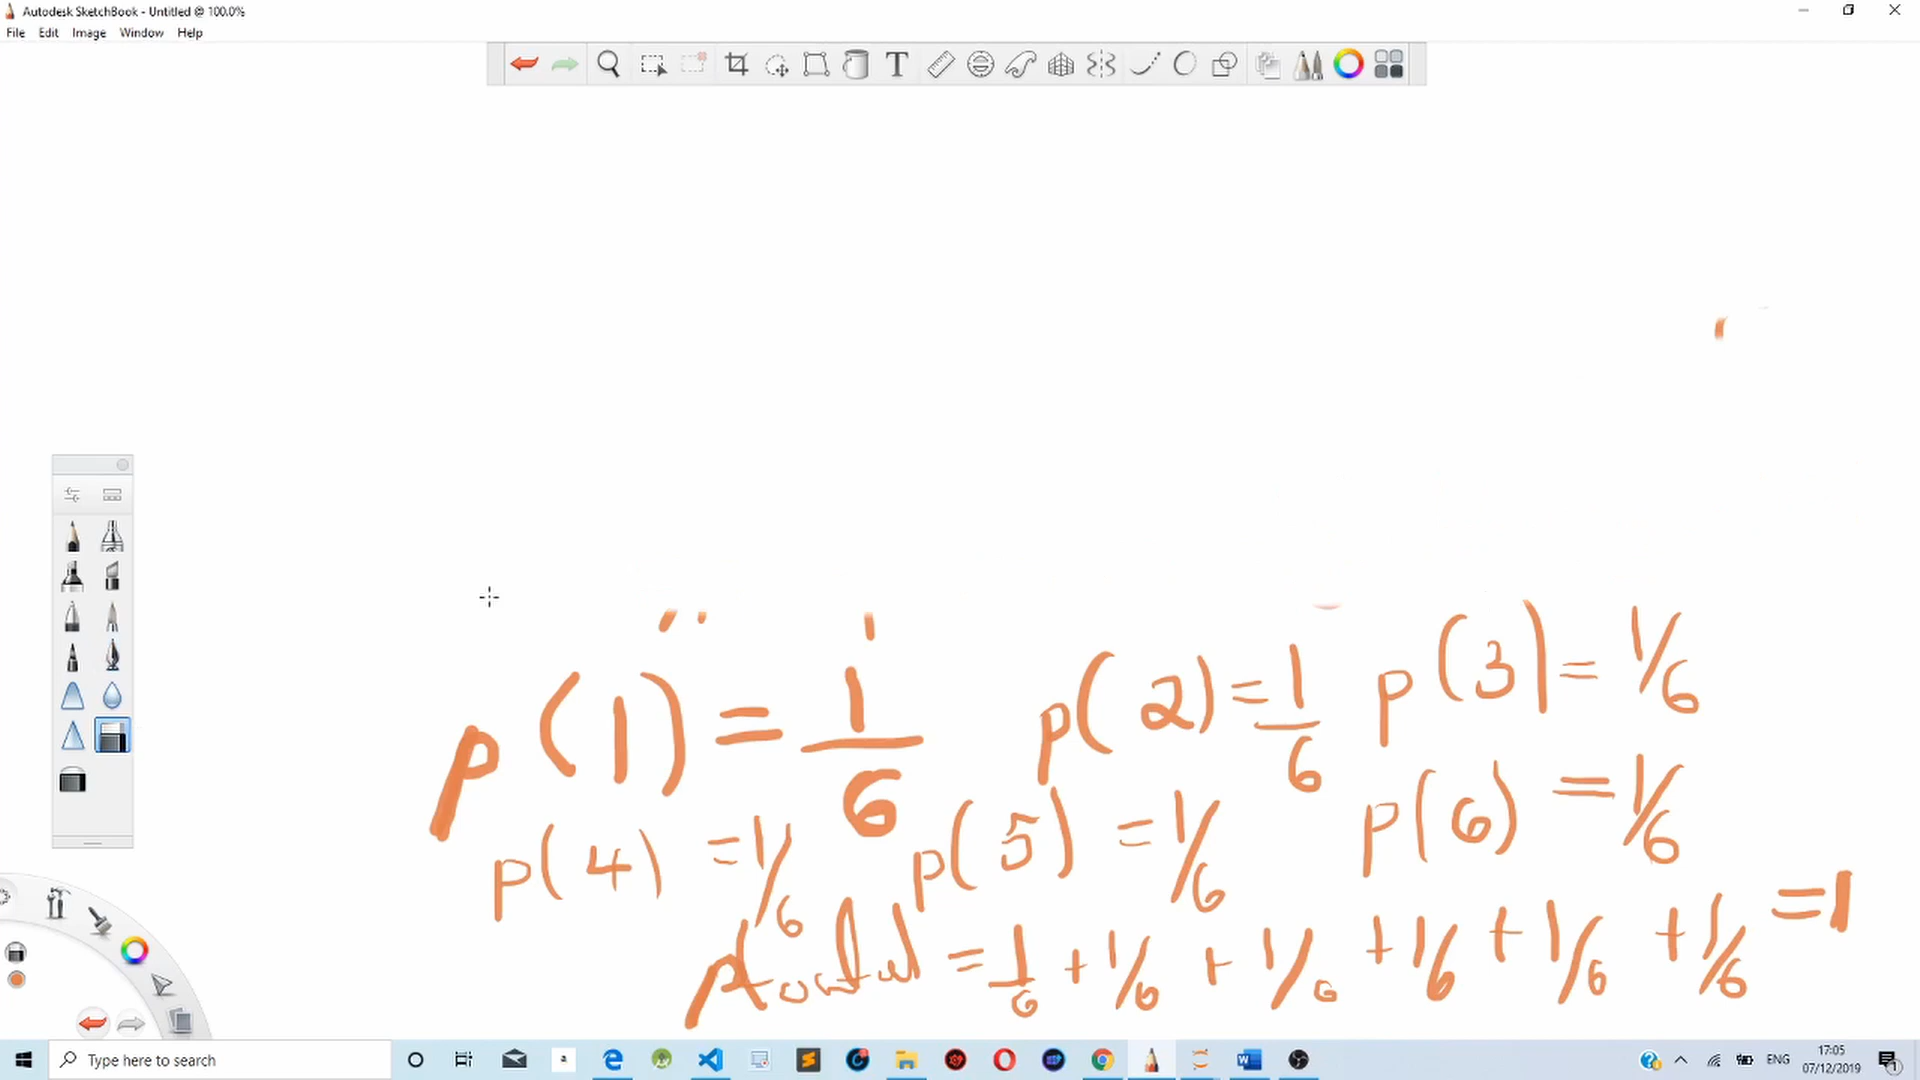 Autodesk SketchBook - Untitled @ 100.0%
File Edit Image Window Help
T
p(1) = 1/6 p(2) = 1/6 p(3) = 1/6
p(4) = 1/6 p(5) = 1/6 p(6) = 1/6
= 1/6 + 1/6 + 1/6 + 1/6 + 1/6 + 1/6 = 1
Type here to search
ENG
17:05
07/12/2019